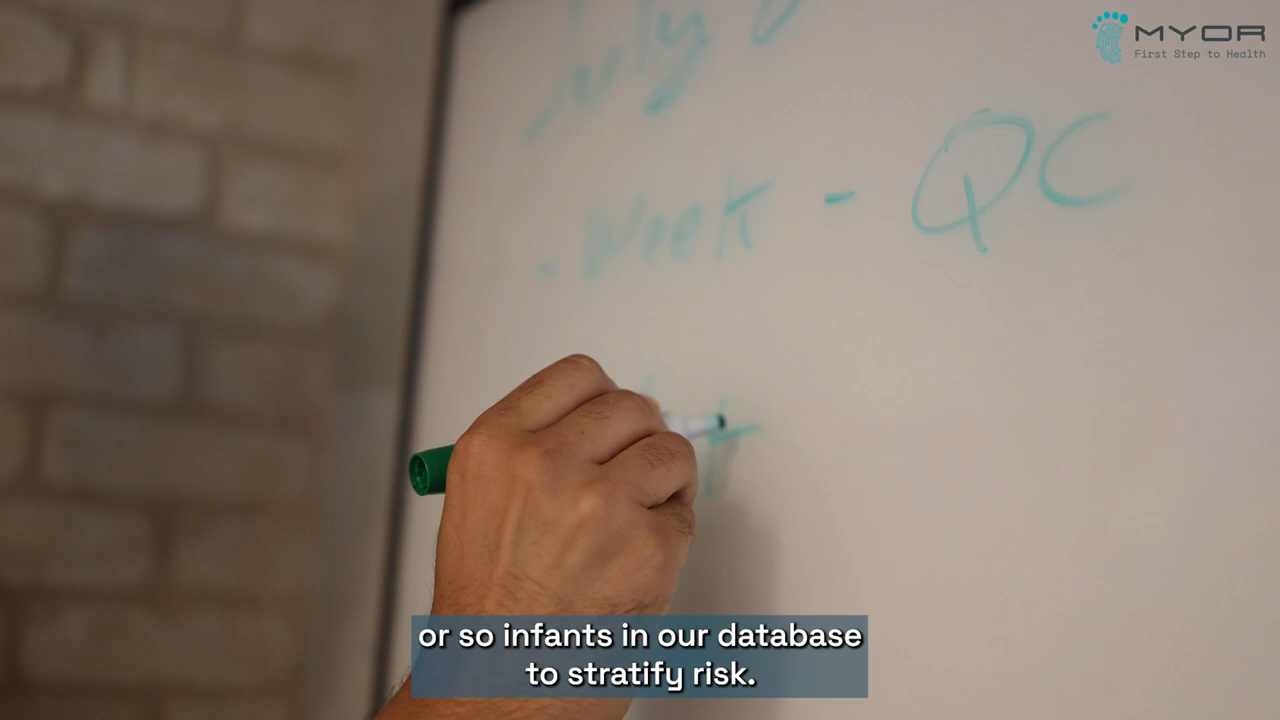 MYOR
First Step to Health
July
- Week - QC
or so infants in our database
to stratify risk.